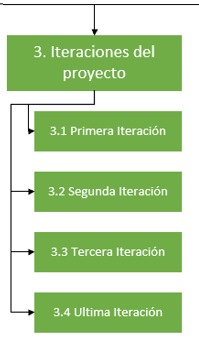 3. Iteraciones del
proyecto
3.1 Primera Iteración
3.2 Segunda Iteración
3.3 Tercera Iteración
3.4 Ultima Iteración